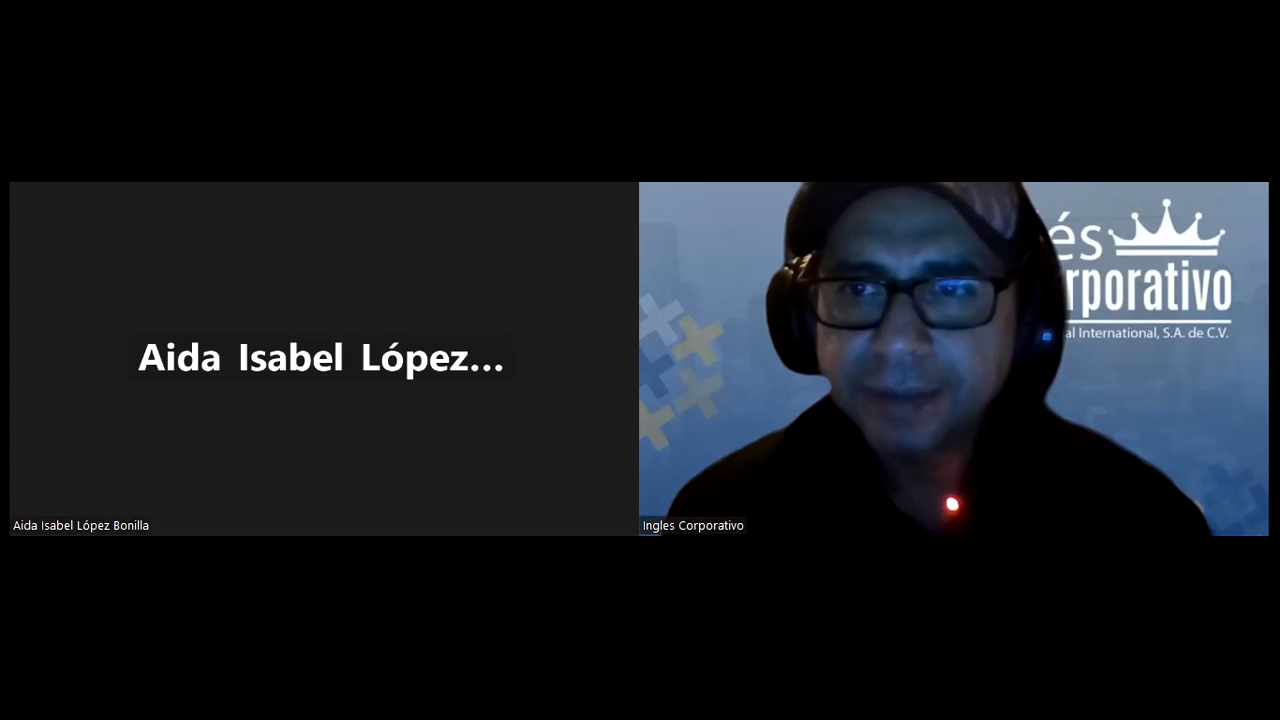 Aida Isabel López...
Aida Isabel López Bonilla
és
rporativo
al International, S.A. de C.V.
Ingles Corporativo